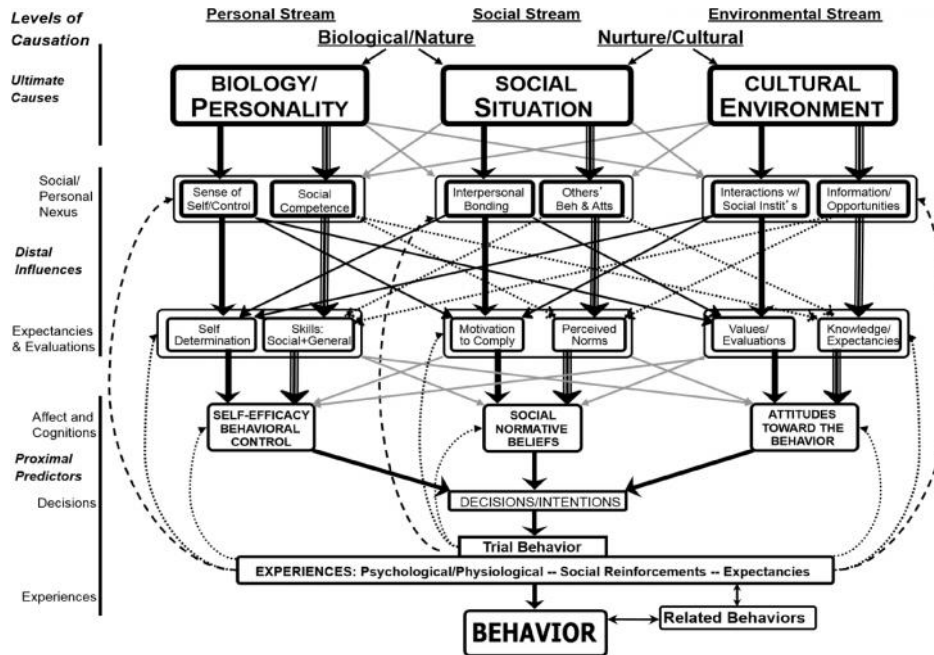 Levels of
Causation
Personal Stream
Social Stream
Environmental Stream
Biological/Nature
Nurture/Cultural
Ultimate
Causes
BIOLOGY/
PERSONALITY
SOCIAL
SITUATION
CULTURAL
ENVIRONMENT
Social/
Personal
Nexus
Sense of
Self/Control
Social
Competence
Interpersonal
Bonding
Others´
Beh & Atts
Interactions w/
Social Instit´s
Information/
Opportunities
Distal
Influences
Expectancies
& Evaluations
Self
Determination
Skills:
Social+General
Motivation
to Comply
Perceived
Norms
Values/
Evaluations
Knowledge/
Expectancies
Affect and
Cognitions
SELF-EFFICACY
BEHAVIORAL
CONTROL
SOCIAL
NORMATIVE
BELIEFS
ATTITUDES
TOWARD THE
BEHAVIOR
Proximal
Predictors
Decisions
DECISIONS/INTENTIONS
Trial Behavior
EXPERIENCES: Psychological/Physiological -- Social Reinforcements -- Expectancies
Experiences
Related Behaviors
BEHAVIOR